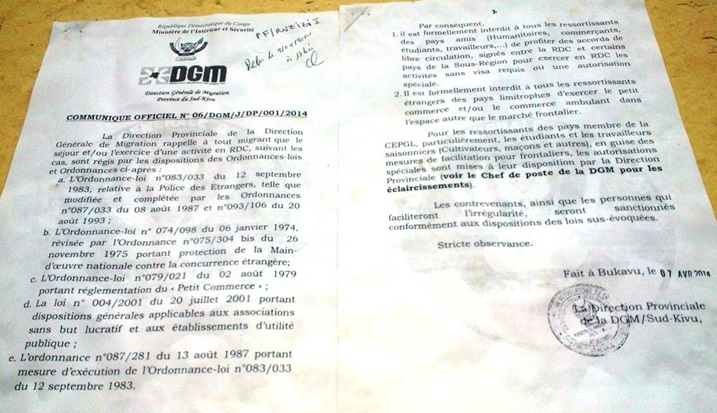 République Démocratique du Congo
Ministère de l'Intérieur et Sécurité
PF/RUZIZI I
DGM
Direction Générale de Migration
Province du Sud-Kivu
COMMUNIQUE OFFICIEL N° 06/DGM/J/DP/001/2014
La Direction Provinciale de la Direction
Générale de Migration rappelle à tout migrant que le
séjour et/ou l'exercice d'une activité en RDC, suivant les
cas, sont régis par les dispositions des Ordonnances-lois
et Ordonnances ci-après :
a. L'Ordonnance-loi n°083/033 du 12 septembre
1983, relative à la Police des Etrangers, telle que
modifiée et complétée par les Ordonnances
n°087/033 du 08 août 1987 et n°093/106 du 20
août 1993 ;
b. L'Ordonnance-loi n° 074/098 du 06 janvier 1974,
révisée par l'Ordonnance n°075/304 bis du 26
novembre 1975 portant protection de la Main-
d'œuvre nationale contre la concurrence étrangère;
c. L'Ordonnance-loi n°079/021 du 02 août 1979
portant réglementation du « Petit Commerce » ;
d. La loi n° 004/2001 du 20 juillet 2001 portant
dispositions générales applicables aux associations
sans but lucratif et aux établissements d'utilité
publique ;
e. L'ordonnance n°087/281 du 13 août 1987 portant
mesure d'exécution de l'Ordonnance-loi n°083/033
du 12 septembre 1983.
2
Par conséquent,
1. il est formellement interdit à tous les ressortissants
des pays amis (Humanitaires, commerçants,
étudiants, travailleurs,...) de profiter des accords de
libre circulation, signés entre la RDC et certains
pays de la Sous-Région pour exercer en RDC les
activités sans visa requis ou une autorisation
spéciale.
2. Il est formellement interdit à tous les ressortissants
étrangers des pays limitrophes d'exercer le petit
commerce et/ou le commerce ambulant dans
l'espace autre que le marché frontalier.
Pour les ressortissants des pays membre de la
CEPGL, particulièrement, les étudiants et les travailleurs
saisonniers (Cultivateurs, maçons et autres), en guise des
mesures de facilitation pour frontaliers, les autorisations
spéciales sont mises à leur disposition par la Direction
Provinciale (voir le Chef de poste de la DGM pour les
éclaircissements).
Les contrevenants, ainsi que les personnes qui
faciliteront l'irrégularité, seront sanctionnés
conformément aux dispositions des lois sus-évoquées.
Stricte observance.
Fait à Bukavu, le 07 AVR 2014
La Direction Provinciale
de la DGM/Sud-Kivu,